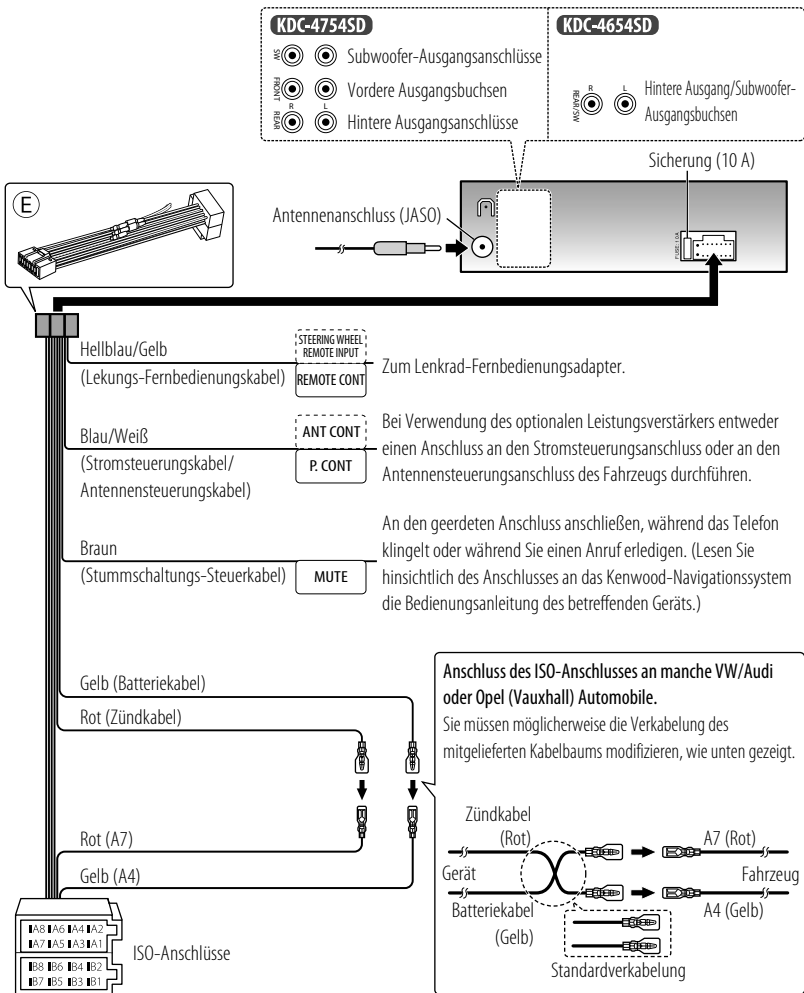 KDC-4754SD
SW
Subwoofer-Ausgangsanschlüsse
FRONT
Vordere Ausgangsbuchsen
R L
REAR
Hintere Ausgangsanschlüsse
KDC-4654SD
R L
REAR/SW
Hintere Ausgang/Subwoofer-
Ausgangsbuchsen
Sicherung (10 A)
FUSE 10A
Antennenanschluss (JASO)
E
Hellblau/Gelb
(Lekungs-Fernbedienungskabel)
STEERING WHEEL
REMOTE INPUT
REMOTE CONT
Zum Lenkrad-Fernbedienungsadapter.
Blau/Weiß
(Stromsteuerungskabel/
Antennensteuerungskabel)
ANT CONT
P. CONT
Bei Verwendung des optionalen Leistungsverstärkers entweder
einen Anschluss an den Stromsteuerungsanschluss oder an den
Antennensteuerungsanschluss des Fahrzeugs durchführen.
Braun
(Stummschaltungs-Steuerkabel)
MUTE
An den geerdeten Anschluss anschließen, während das Telefon
klingelt oder während Sie einen Anruf erledigen. (Lesen Sie
hinsichtlich des Anschlusses an das Kenwood-Navigationssystem
die Bedienungsanleitung des betreffenden Geräts.)
Gelb (Batteriekabel)
Rot (Zündkabel)
Rot (A7)
Gelb (A4)
A8 A6 A4 A2
A7 A5 A3 A1
B8 B6 B4 B2
B7 B5 B3 B1
ISO-Anschlüsse
Anschluss des ISO-Anschlusses an manche VW/Audi
oder Opel (Vauxhall) Automobile.
Sie müssen möglicherweise die Verkabelung des
mitgelieferten Kabelbaums modifizieren, wie unten gezeigt.
Zündkabel
(Rot)
A7 (Rot)
Gerät
Fahrzeug
Batteriekabel
(Gelb)
A4 (Gelb)
Standardverkabelung